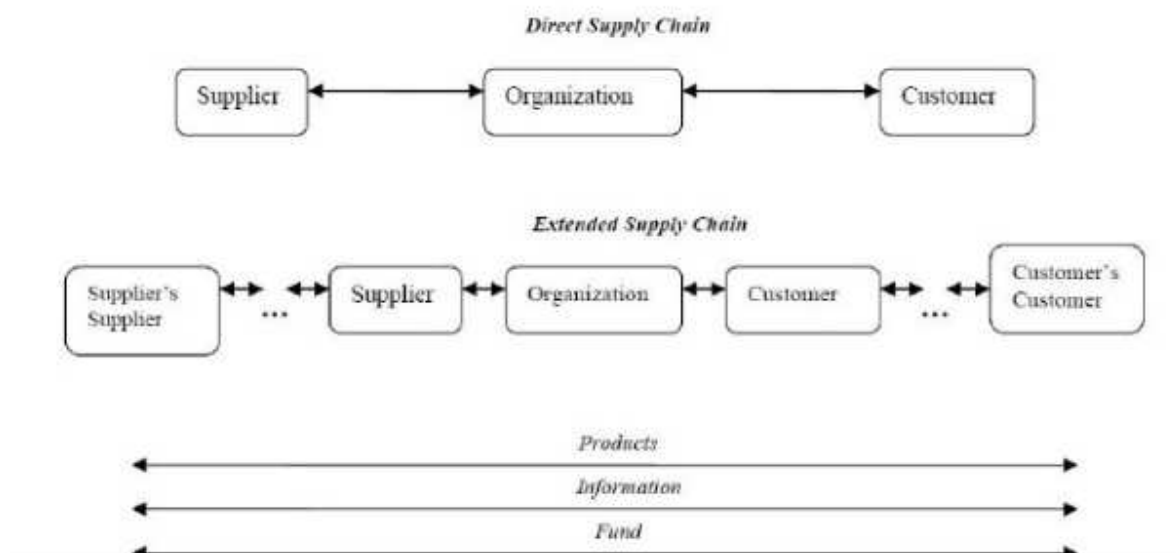 Direct Supply Chain
Supplier
Organization
Customer
Extended Supply Chain
Supplier's
Supplier
...
Supplier
Organization
Customer
...
Customer's
Customer
Products
Information
Fund